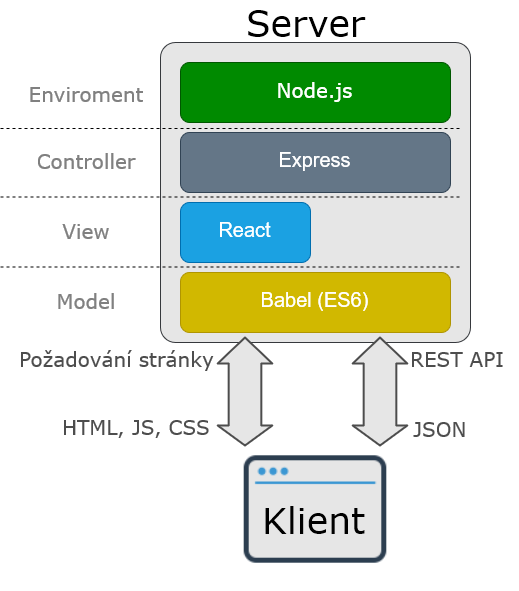 Server
Enviroment
Node.js
Controller
Express
View
React
Model
Babel (ES6)
Požadování stránky
REST API
HTML, JS, CSS
JSON
Klient